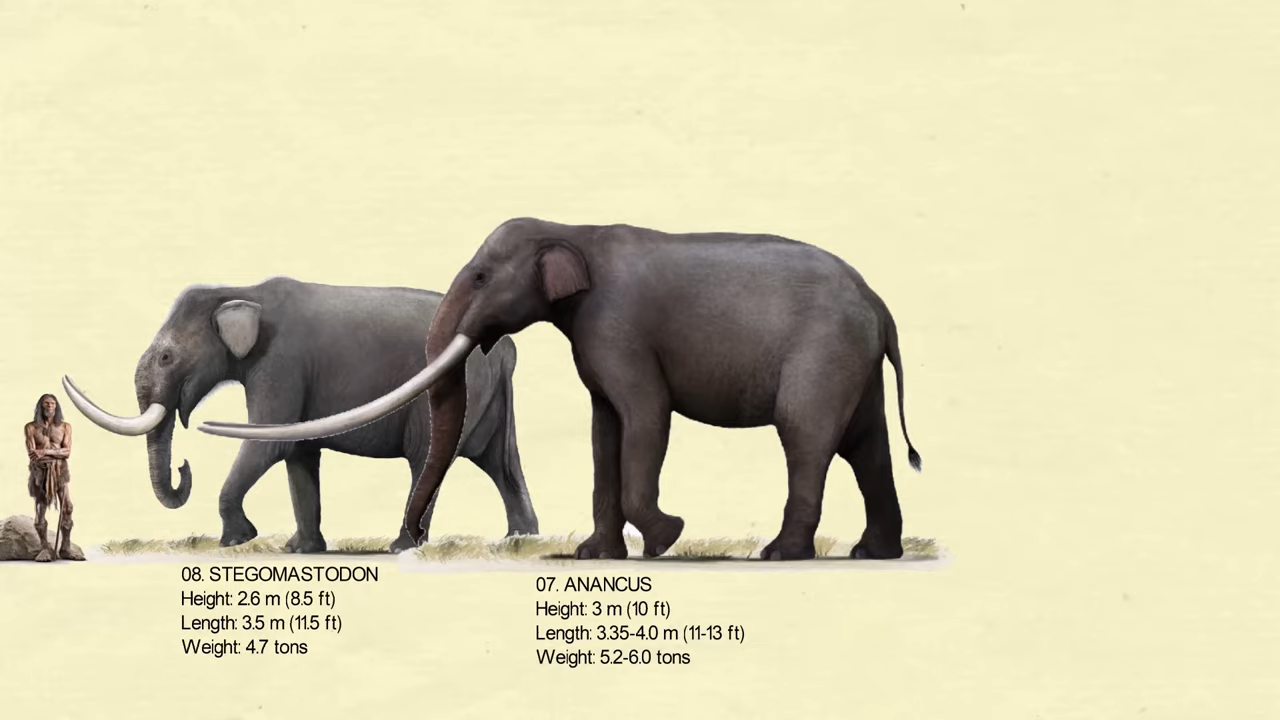 08. STEGOMASTODON
Height: 2.6 m (8.5 ft)
Length: 3.5 m (11.5 ft)
Weight: 4.7 tons
07. ANANCUS
Height: 3 m (10 ft)
Length: 3.35-4.0 m (11-13 ft)
Weight: 5.2-6.0 tons